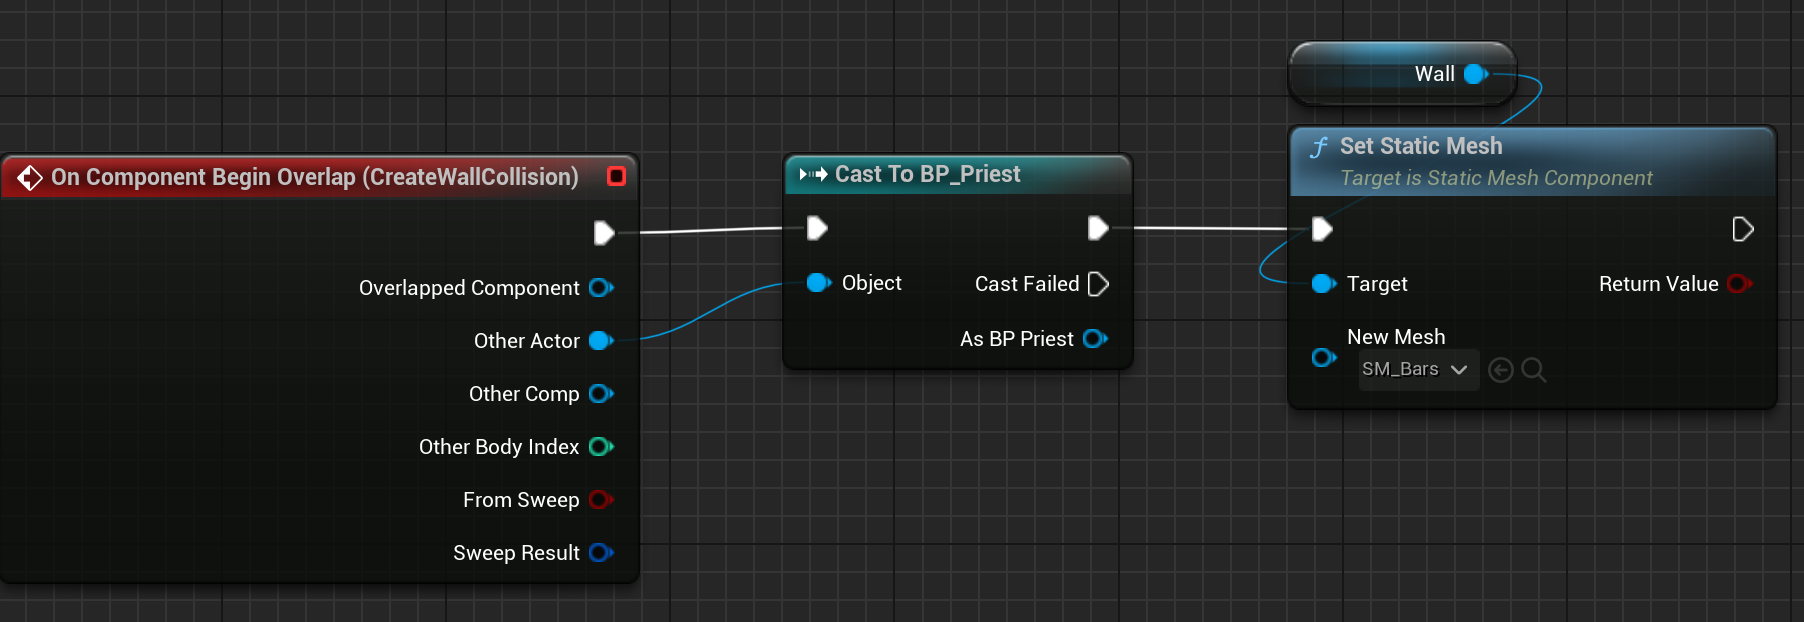 Wall
On Component Begin Overlap (CreateWallCollision)
Overlapped Component
Other Actor
Other Comp
Other Body Index
From Sweep
Sweep Result
Cast To BP_Priest
Object
Cast Failed
As BP Priest
f Set Static Mesh
Target is Static Mesh Component
Target
Return Value
New Mesh
SM_Bars